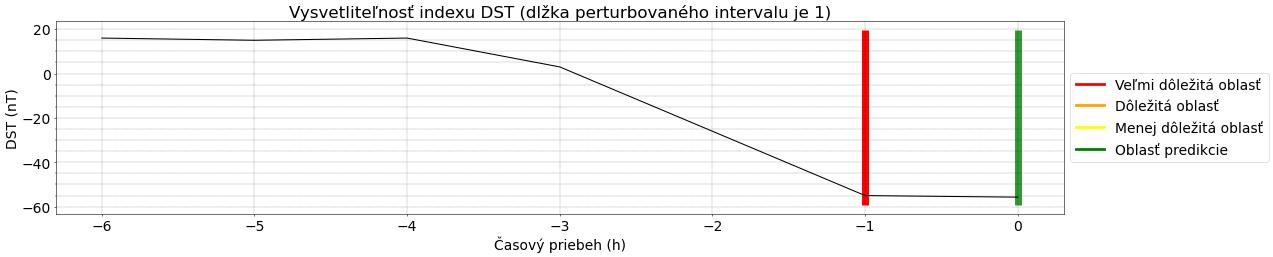 Vysvetliteľnosť indexu DST (dĺžka perturbovaného intervalu je 1)
DST (nT)
20
0
−20
−40
−60
−6
−5
−4
−3
−2
−1
0
Časový priebeh (h)
Veľmi dôležitá oblasť
Dôležitá oblasť
Menej dôležitá oblasť
Oblasť predikcie